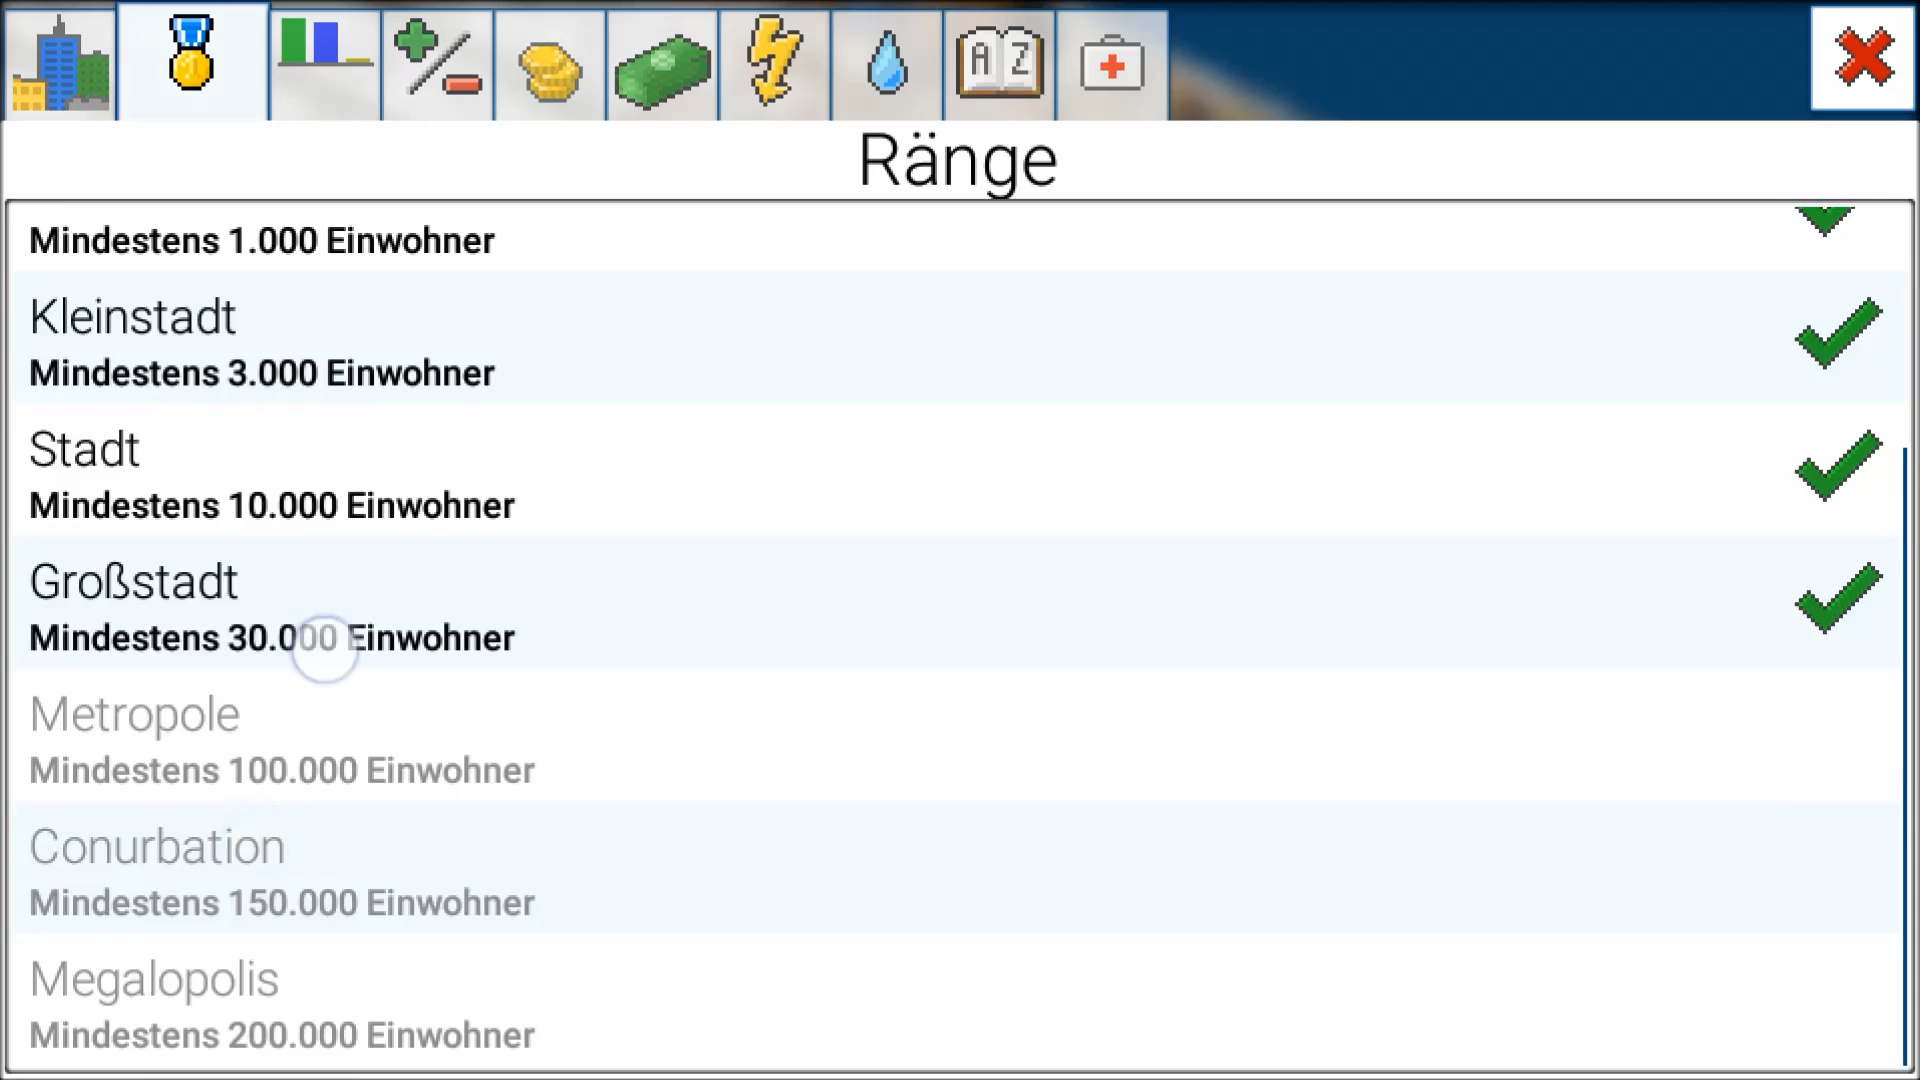 A Z
Ränge
Mindestens 1.000 Einwohner
Kleinstadt
Mindestens 3.000 Einwohner
Stadt
Mindestens 10.000 Einwohner
Großstadt
Mindestens 30.000 Einwohner
Metropole
Mindestens 100.000 Einwohner
Conurbation
Mindestens 150.000 Einwohner
Megalopolis
Mindestens 200.000 Einwohner